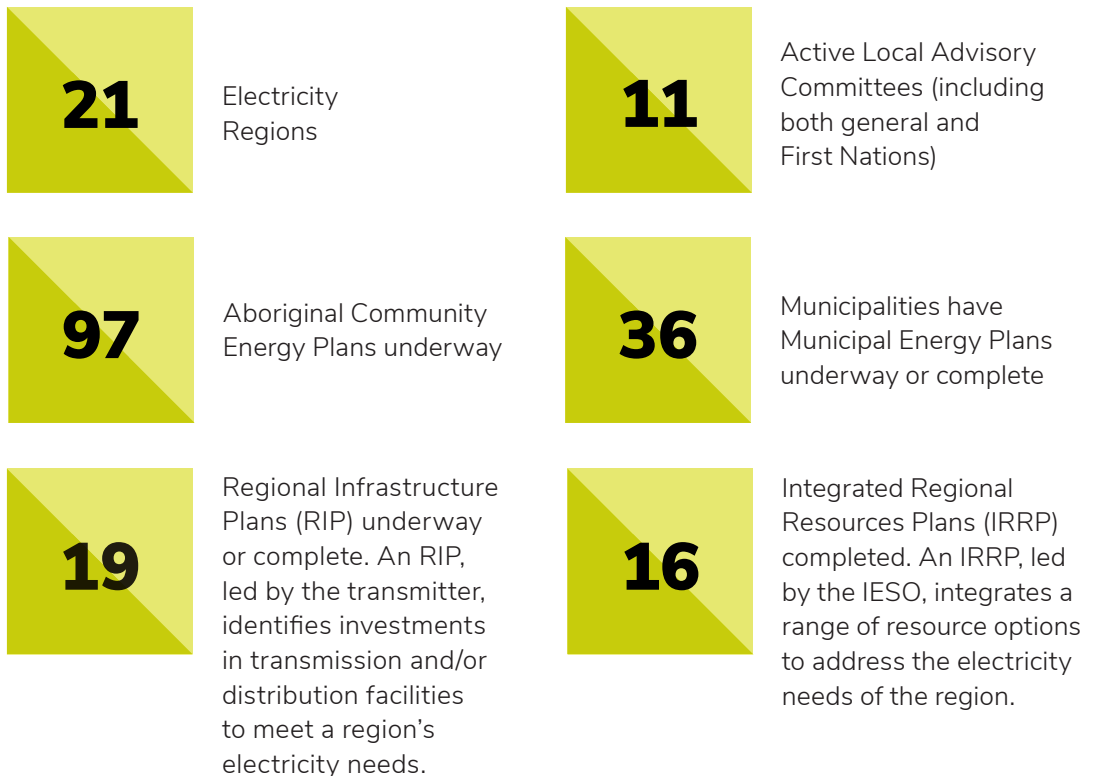 21
Electricity
Regions
11
Active Local Advisory
Committees (including
both general and
First Nations)
97
Aboriginal Community
Energy Plans underway
36
Municipalities have
Municipal Energy Plans
underway or complete
19
Regional Infrastructure
Plans (RIP) underway
or complete. An RIP,
led by the transmitter,
identifies investments
in transmission and/or
distribution facilities
to meet a region’s
electricity needs.
16
Integrated Regional
Resources Plans (IRRP)
completed. An IRRP, led
by the IESO, integrates a
range of resource options
to address the electricity
needs of the region.